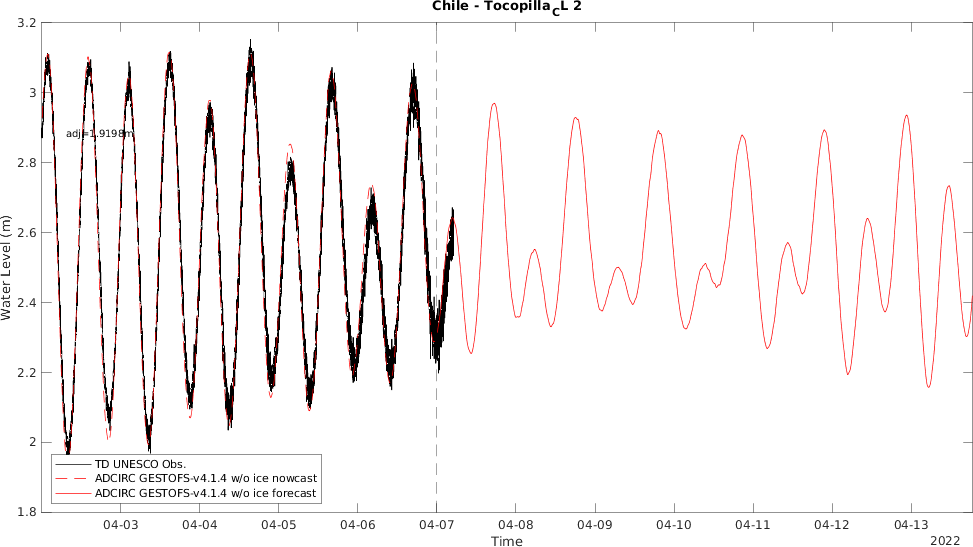 Chile - Tocopilla_CL 2
3.2
3
2.8
2.6
2.4
2.2
2
1.8
Water Level (m)
adj=1.9198m
TD UNESCO Obs.
ADCIRC GESTOFS-v4.1.4 w/o ice nowcast
ADCIRC GESTOFS-v4.1.4 w/o ice forecast
04-03 04-04 04-05 04-06 04-07 04-08 04-09 04-10 04-11 04-12 04-13
Time
2022